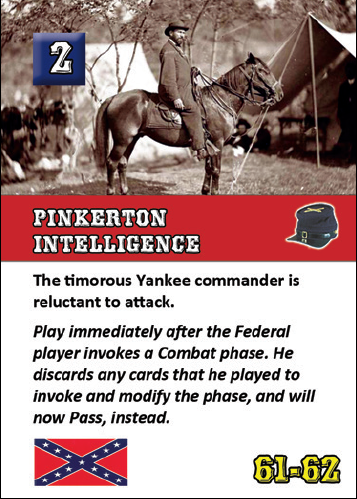 2
PINKERTON
INTELLIGENCE
The timorous Yankee commander is
reluctant to attack.
Play immediately after the Federal
player invokes a Combat phase. He
discards any cards that he played to
invoke and modify the phase, and will
now Pass, instead.
61-62